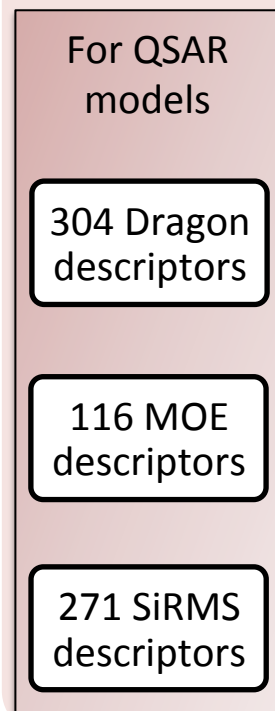 For QSAR
models
304 Dragon
descriptors
116 MOE
descriptors
271 SiRMS
descriptors